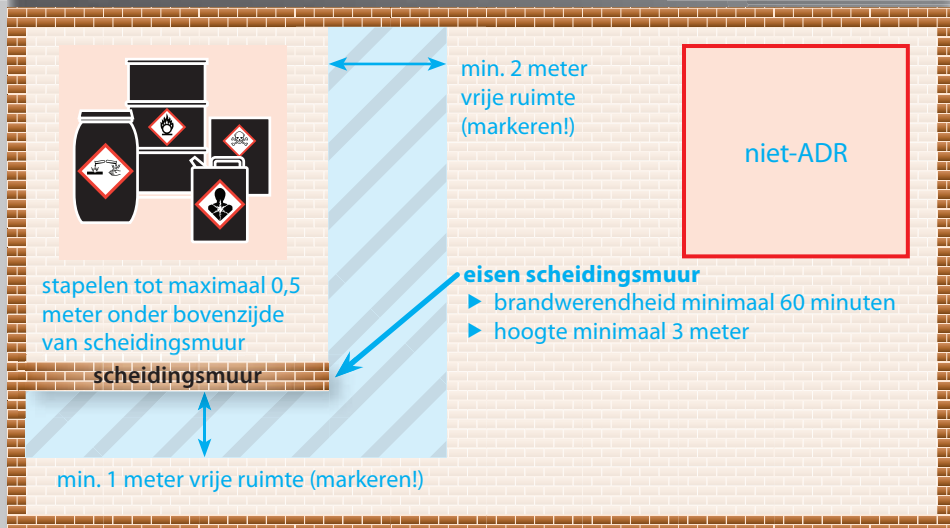 min. 2 meter
vrije ruimte
(markeren!)
niet-ADR
stapelen tot maximaal 0,5
meter onder bovenzijde
van scheidingsmuur
eisen scheidingsmuur
▶ brandwerendheid minimaal 60 minuten
▶ hoogte minimaal 3 meter
scheidingsmuur
min. 1 meter vrije ruimte (markeren!)